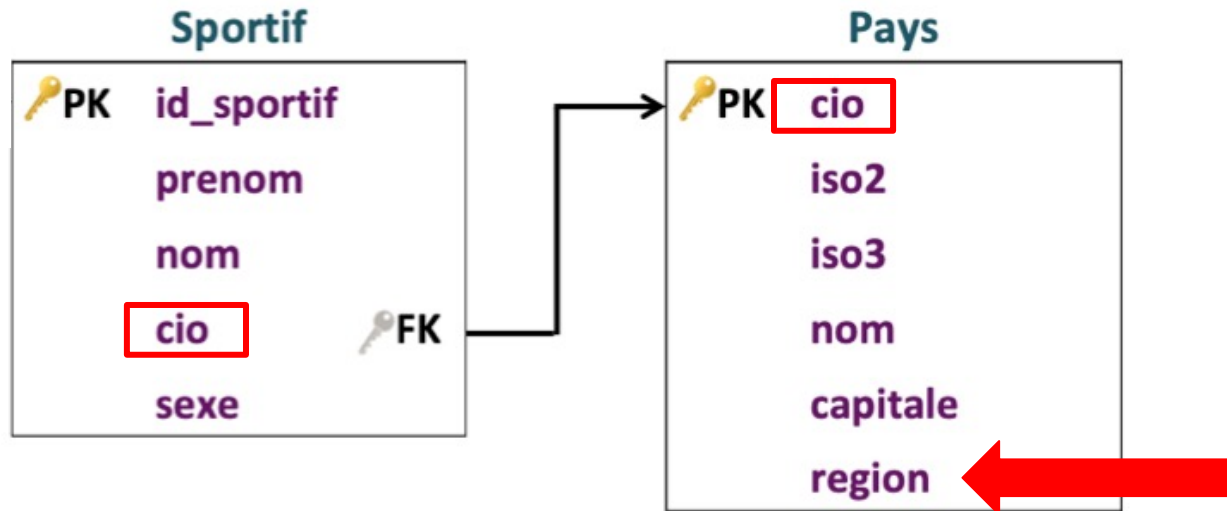 Sportif
PK id_sportif
prenom
nom
cio FK
sexe
Pays
PK cio
iso2
iso3
nom
capitale
region